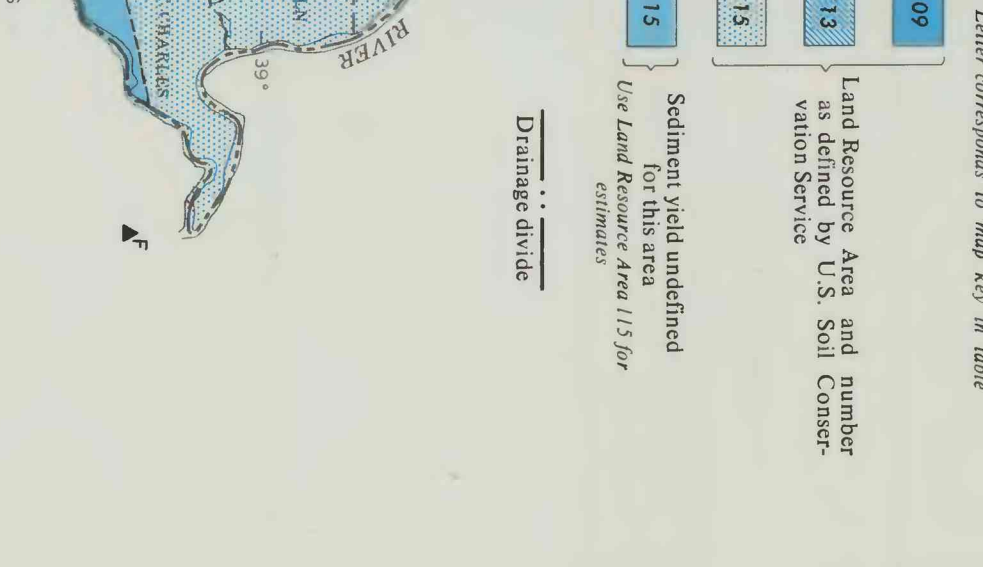 Letter corresponds to map key in table
09
13
15
Land Resource Area and number
as defined by U.S. Soil Conser-
vation Service
15
Sediment yield undefined
for this area
Use Land Resource Area 115 for
estimates
Drainage divide
RIVER
LN
39°
CHARLES
F